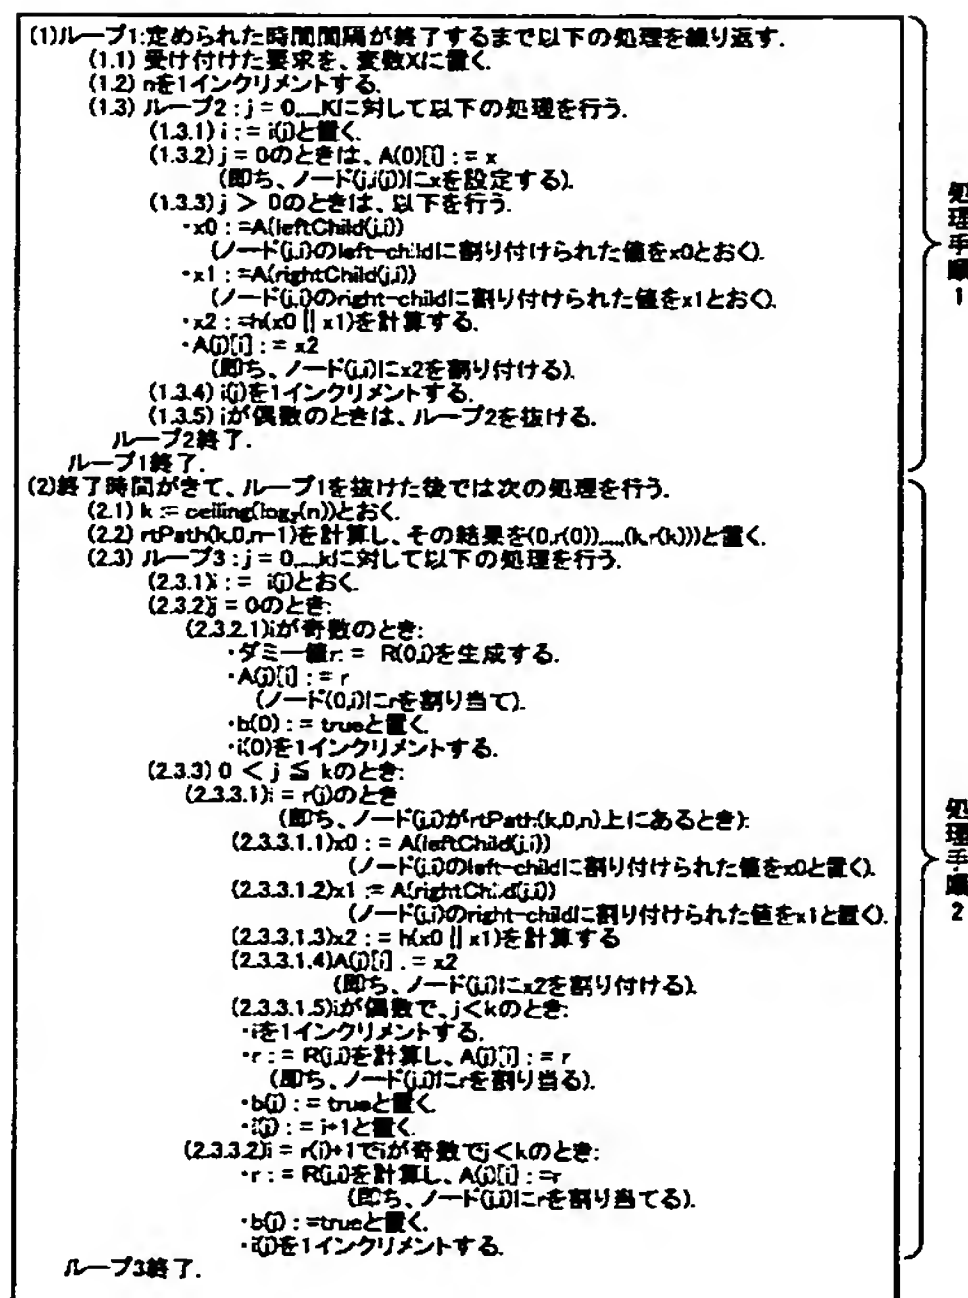 (1)ループ1:定められた時間間隔が終了するまで以下の処理を繰り返す.
(1.1) 受け付けた要求を、変数Xに置く.
(1.2) nを1インクリメントする.
(1.3) ループ2 : j = 0,...,Kに対して以下の処理を行う.
(1.3.1) i : = i(j)と置く.
(1.3.2) j = 0のときは、A(0)[i] : = x
(即ち、ノード(j,i(j))にxを設定する).
(1.3.3) j > 0のときは、以下を行う.
・x0 : =A(leftChild(j,i))
(ノード(j,i)のleft-childに割り付けられた値をx0とおく).
・x1 : =A(rightChild(j,i))
(ノード(j,i)のright-childに割り付けられた値をx1とおく).
・x2 : =h(x0 || x1)を計算する.
・A(j)[i] : = x2
(即ち、ノード(j,i)にx2を割り付ける).
(1.3.4) i(j)を1インクリメントする.
(1.3.5) iが偶数のときは、ループ2を抜ける.
ループ2終了.
ループ1終了.
処理手順1
(2)終了時間がきて、ループ1を抜けた後では次の処理を行う.
(2.1) k := ceiling(log₂(n))とおく.
(2.2) rtPath(k,0,n-1)を計算し、その結果を(0,r(0)),...,(k,r(k)))と置く.
(2.3) ループ3 : j = 0,...,kに対して以下の処理を行う.
(2.3.1)i : = i(j)とおく.
(2.3.2)j = 0のとき:
(2.3.2.1)iが奇数のとき:
・ダミー値r: = R(0,i)を生成する.
・A(j)[i] : = r
(ノード(0,i)にrを割り当て).
・b(0) : = trueと置く.
・i(0)を1インクリメントする.
(2.3.3) 0 < j ≦ kのとき:
(2.3.3.1)i = r(j)のとき
(即ち、ノード(j,i)がrtPath(k,0,n)上にあるとき):
(2.3.3.1.1)x0 : = A(leftChild(j,i))
(ノード(j,i)のleft-childに割り付けられた値をx0と置く).
(2.3.3.1.2)x1 := A(rightChild(j,i))
(ノード(j,i)のright-childに割り付けられた値をx1と置く).
(2.3.3.1.3)x2 : = h(x0 || x1)を計算する
(2.3.3.1.4)A(j)[i] : = x2
(即ち、ノード(j,i)にx2を割り付ける).
(2.3.3.1.5)iが偶数で、j<kのとき:
・iを1インクリメントする.
・r : = R(j,i)を計算し、A(j)[i] : = r
(即ち、ノード(j,i)にrを割り当る).
・b(j) : = trueと置く.
・i(j) : = i+1と置く.
(2.3.3.2)i = r(i)+1でiが奇数でj<kのとき:
・r : = R(j,i)を計算し、A(j)[i] : =r
(即ち、ノード(j,i)にrを割り当てる).
・b(j) : =trueと置く.
・i(j)を1インクリメントする.
ループ3終了.
処理手順2